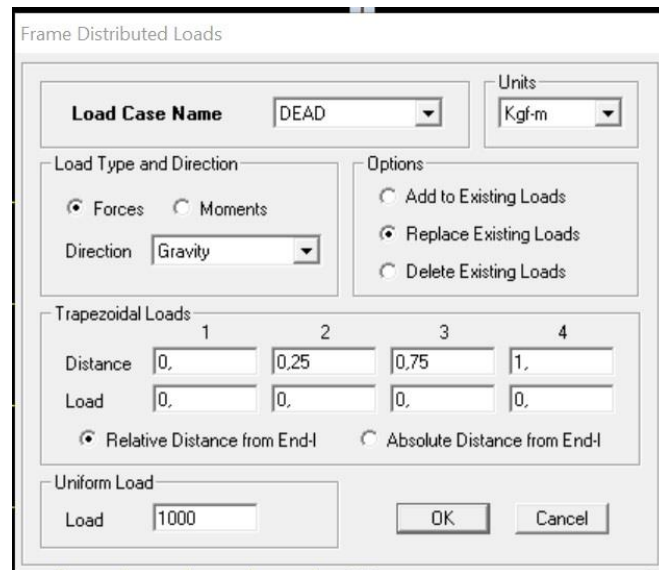 Frame Distributed Loads
Units
Load Case Name DEAD Kgf-m
Load Type and Direction
Forces Moments
Direction Gravity
Options
Add to Existing Loads
Replace Existing Loads
Delete Existing Loads
Trapezoidal Loads
1 2 3 4
Distance 0, 0,25 0,75 1,
Load 0, 0, 0, 0,
Relative Distance from End-I Absolute Distance from End-I
Uniform Load
Load 1000
OK Cancel